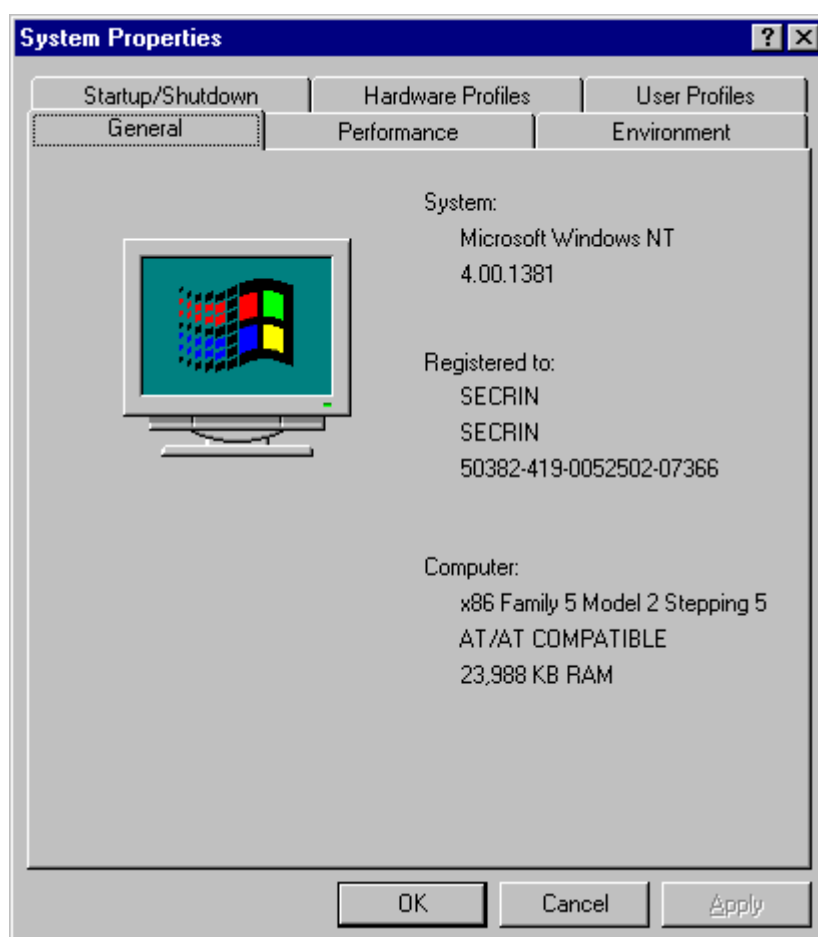 System Properties
Startup/Shutdown Hardware Profiles User Profiles
General Performance Environment
System:
Microsoft Windows NT
4.00.1381
Registered to:
SECRIN
SECRIN
50382-419-0052502-07366
Computer:
x86 Family 5 Model 2 Stepping 5
AT/AT COMPATIBLE
23,988 KB RAM
OK Cancel Apply